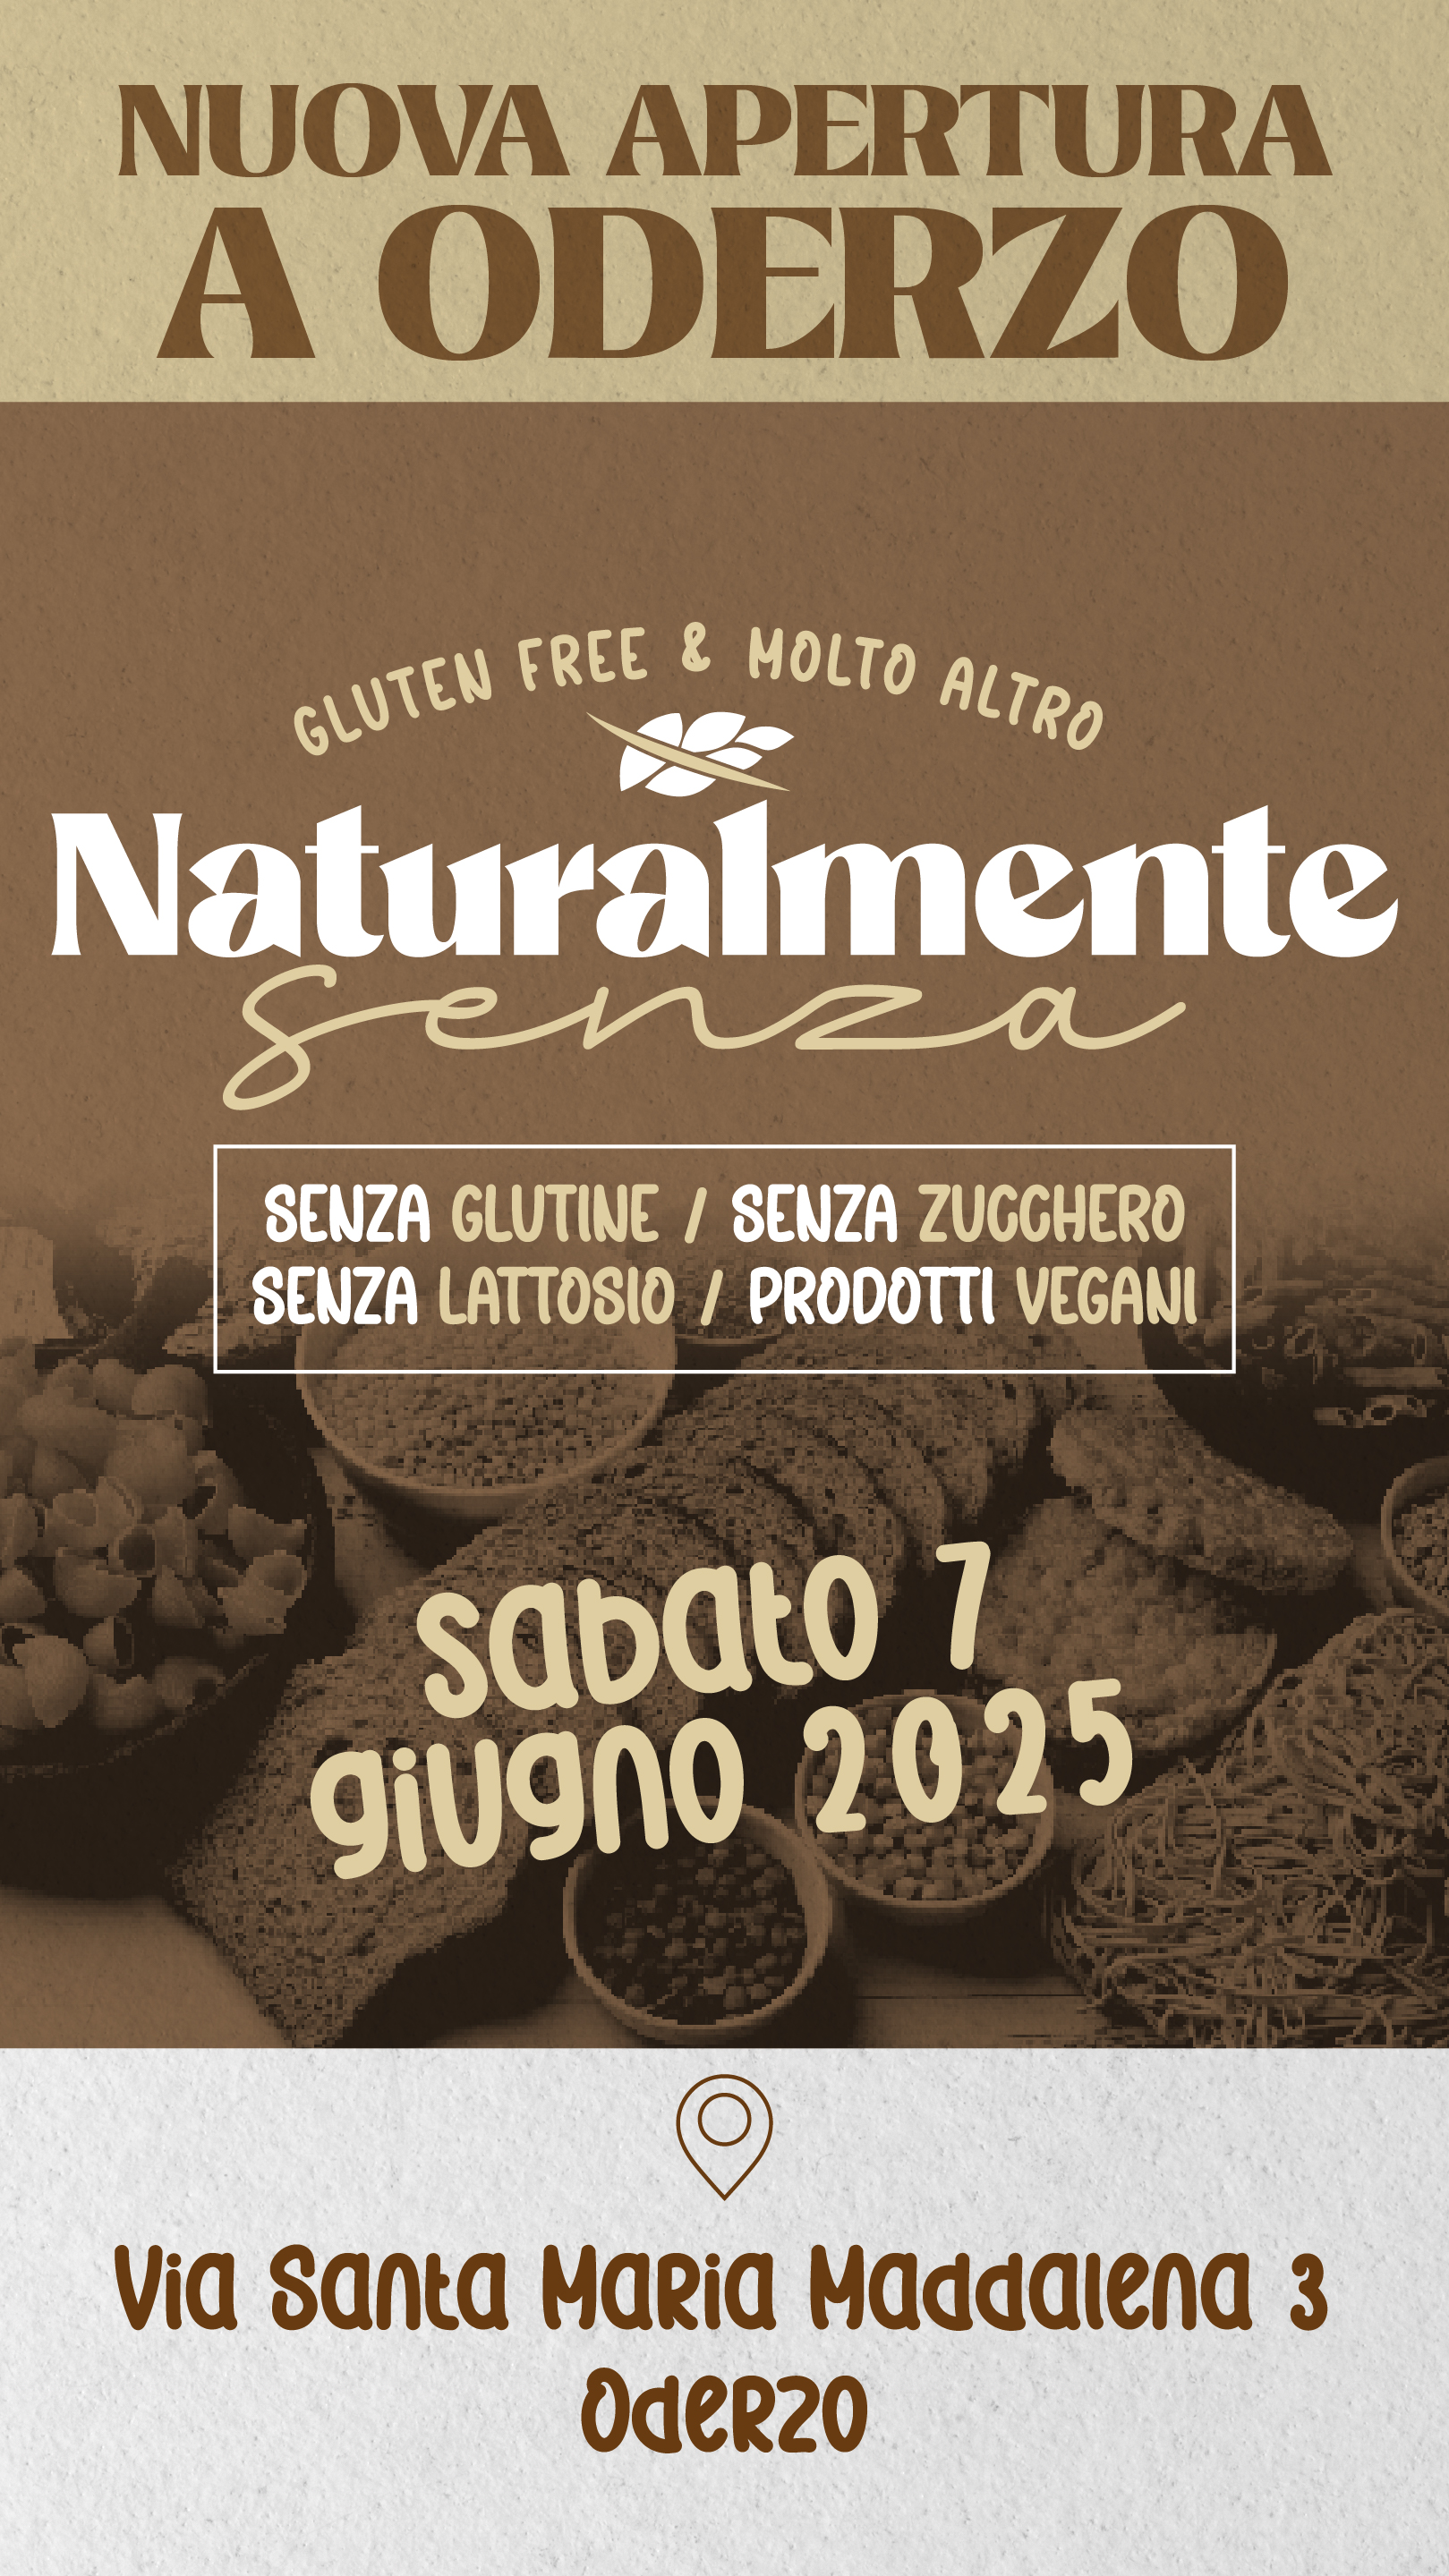 NUOVA APERTURA
A ODERZO
GLUTEN FREE & MOLTO ALTRO
Naturalmente
senza
SENZA GLUTINE / SENZA ZUCCHERO
SENZA LATTOSIO / PRODOTTI VEGANI
sabato 7
giugno 2025
Via Santa Maria Maddalena 3
Oderzo